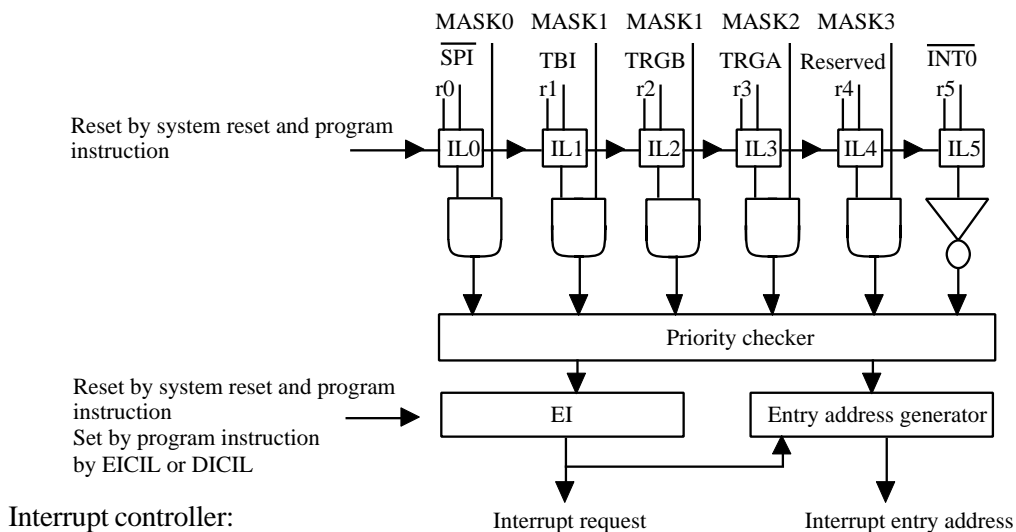 MASK0 MASK1 MASK1 MASK2 MASK3
SPI TBI TRGB TRGA Reserved INT0
r0 r1 r2 r3 r4 r5
Reset by system reset and program
instruction
IL0 IL1 IL2 IL3 IL4 IL5
Priority checker
Reset by system reset and program
instruction
Set by program instruction
by EICIL or DICIL
EI
Entry address generator
Interrupt controller:
Interrupt request
Interrupt entry address